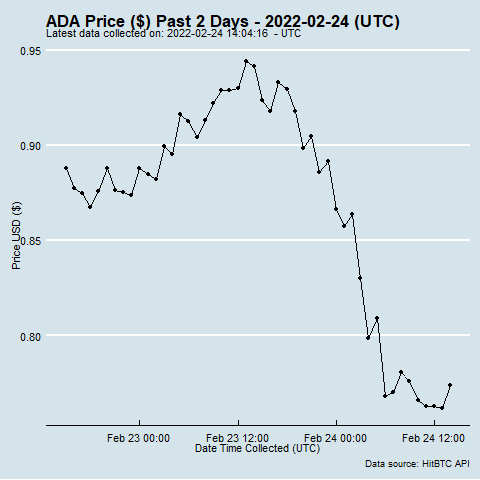 ADA Price ($) Past 2 Days - 2022-02-24 (UTC)
Latest data collected on: 2022-02-24 14:04:16 - UTC
0.95
0.90
0.85
0.80
Price USD ($)
Feb 23 00:00 Feb 23 12:00 Feb 24 00:00 Feb 24 12:00
Date Time Collected (UTC)
Data source: HitBTC API